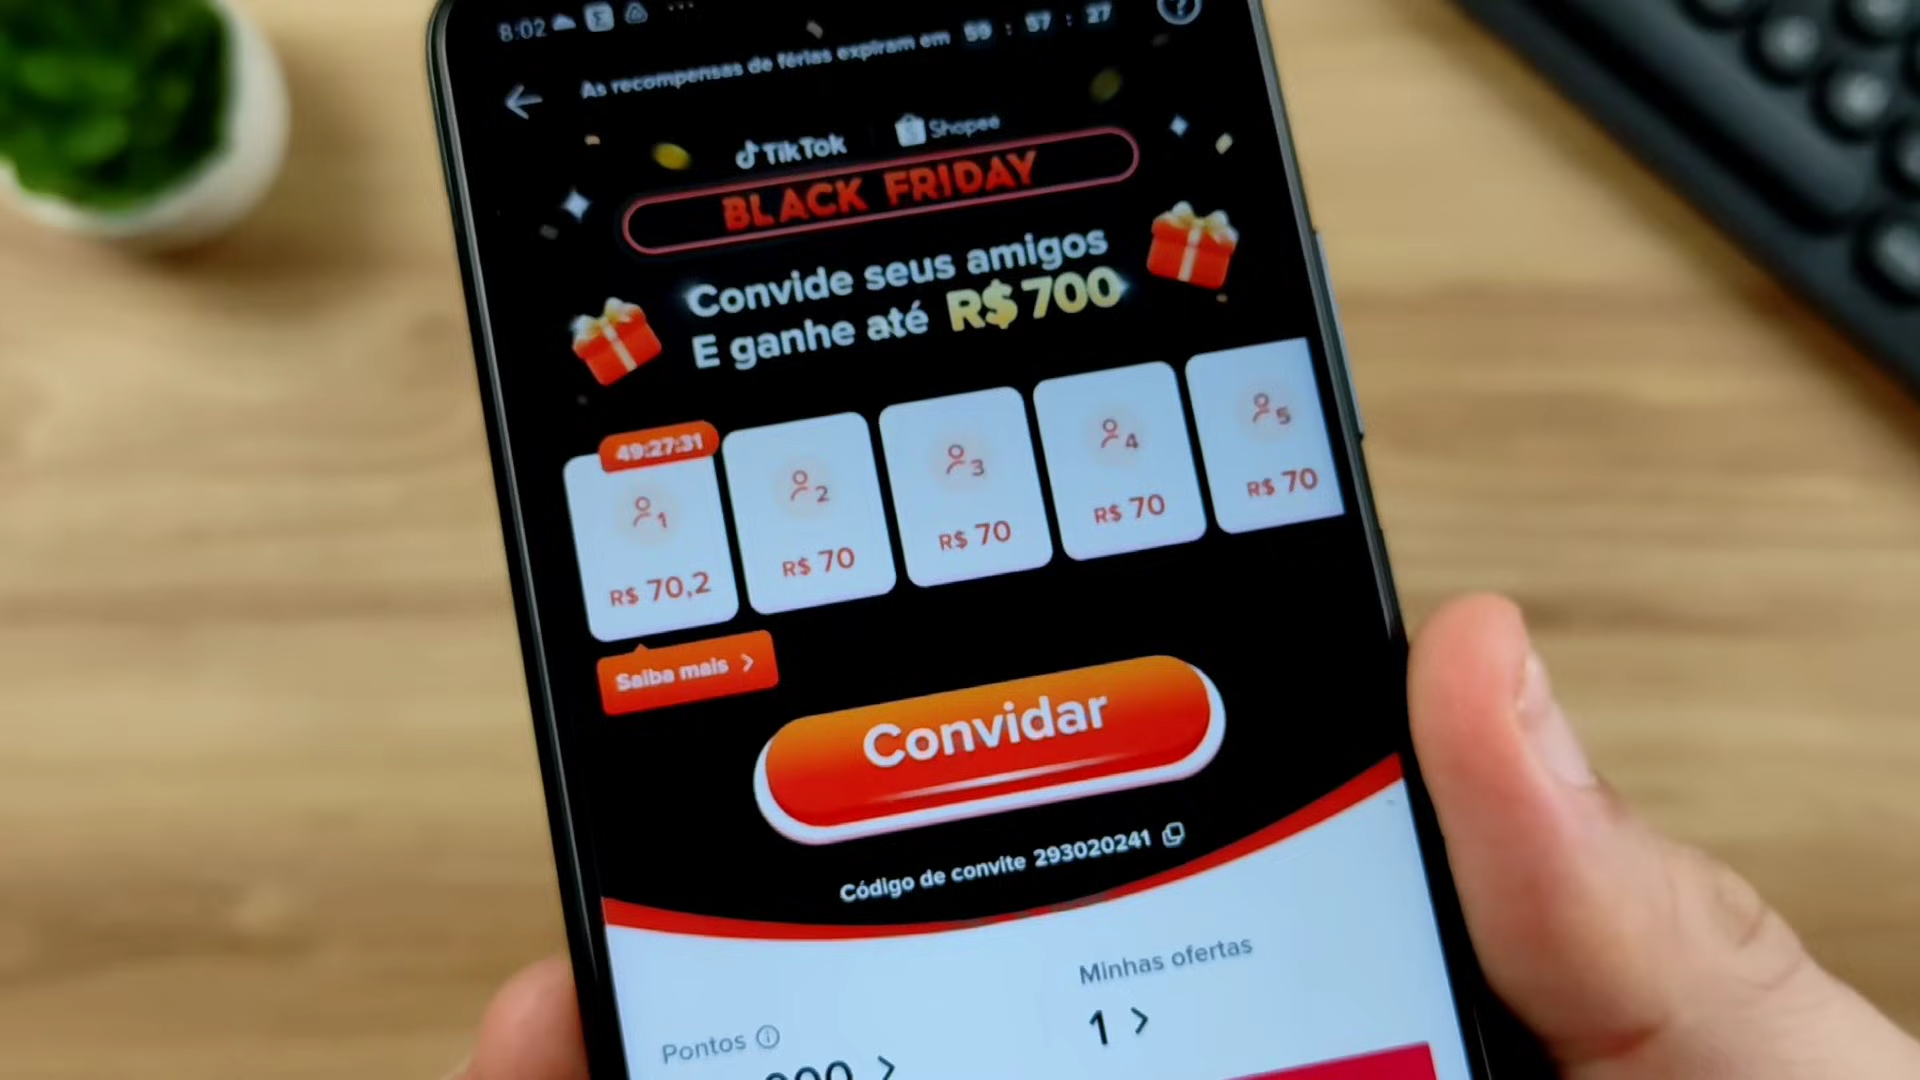 8:02
As recompensas de férias expiram em 59 : 57 : 27
TikTok Shopee
BLACK FRIDAY
Convide seus amigos
E ganhe até R$ 700
49:27:31
1
R$ 70,2
2
R$ 70
3
R$ 70
4
R$ 70
5
R$ 70
Saiba mais >
Convidar
Código de convite 293020241
Minhas ofertas
1 >
Pontos